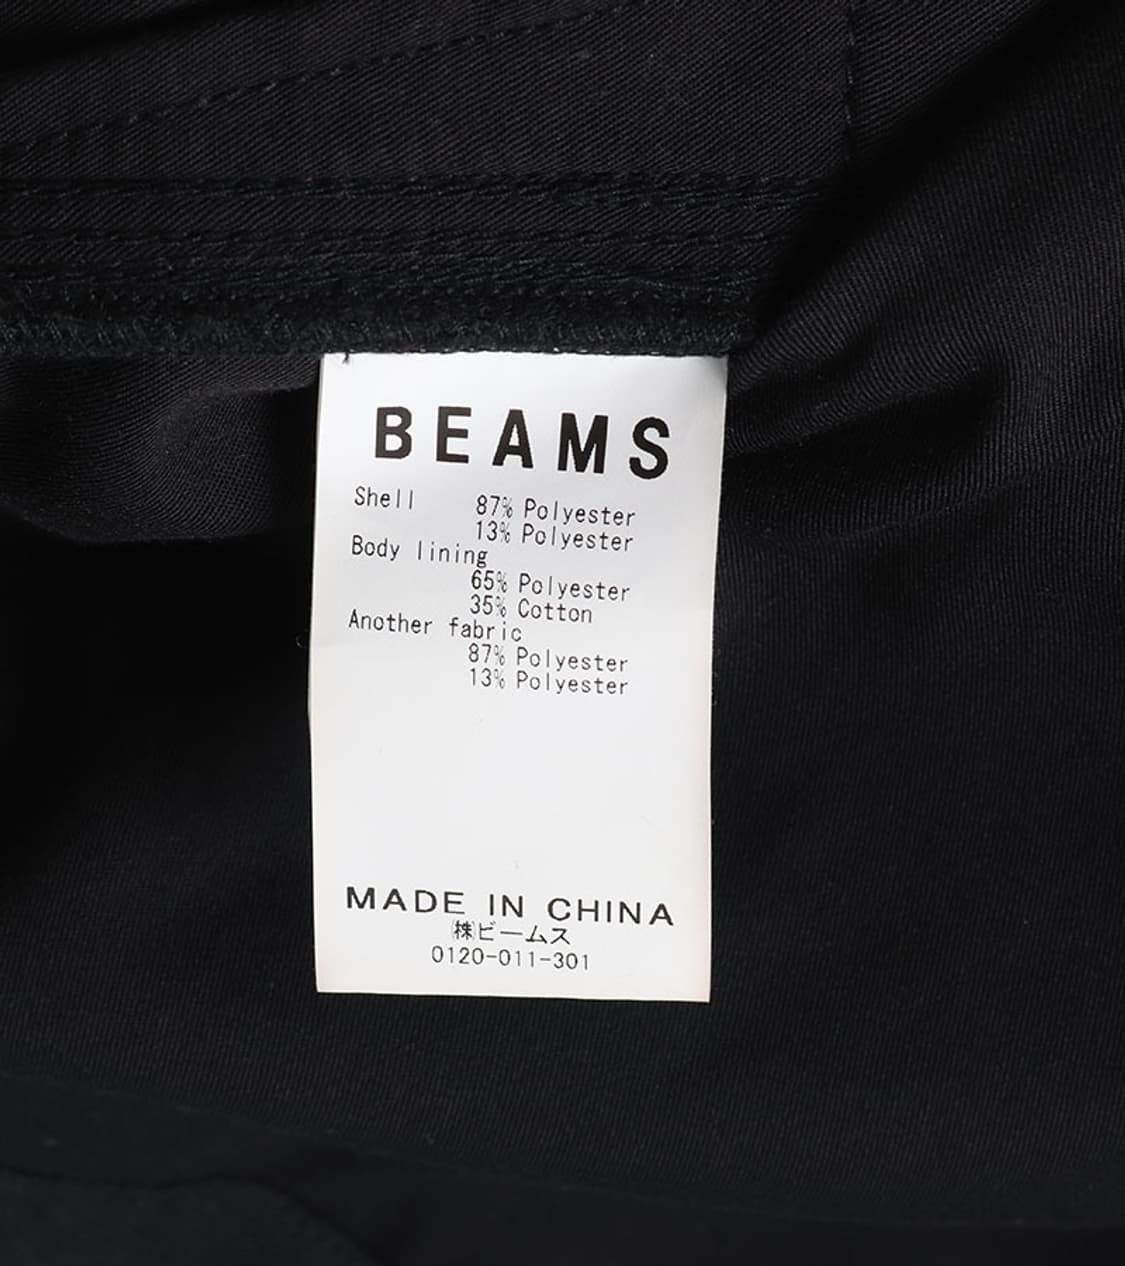 BEAMS
Shell 87% Polyester
13% Polyester
Body lining
65% Polyester
35% Cotton
Another fabric
87% Polyester
13% Polyester
MADE IN CHINA
㈱ビームス
0120-011-301